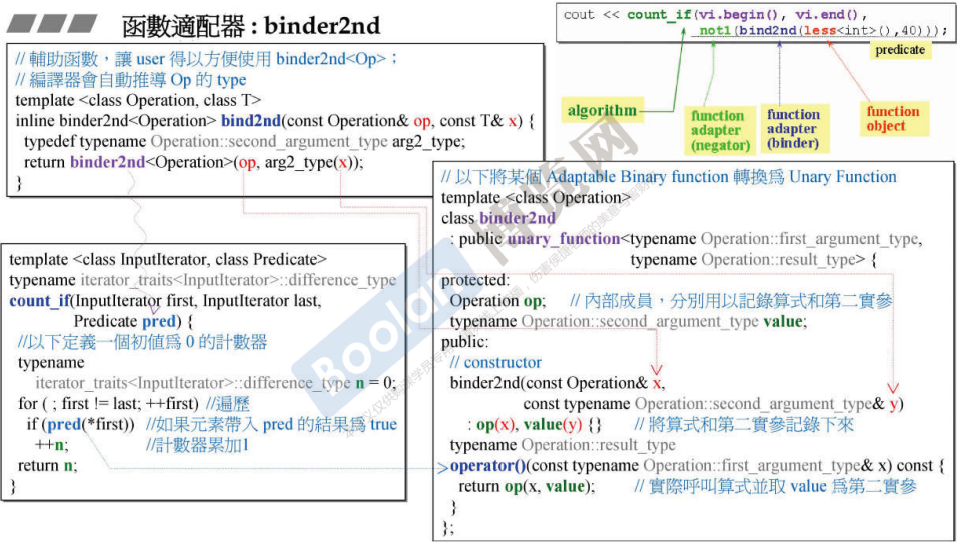 函數適配器 : binder2nd
cout << count_if(vi.begin(), vi.end(),
not1(bind2nd(less<int>(),40)));
predicate
algorithm
function
adapter
(negator)
function
adapter
(binder)
function
object
// 輔助函數，讓 user 得以方便使用 binder2nd<Op>；
// 編譯器會自動推導 Op 的 type
template <class Operation, class T>
inline binder2nd<Operation> bind2nd(const Operation& op, const T& x) {
typedef typename Operation::second_argument_type arg2_type;
return binder2nd<Operation>(op, arg2_type(x));
}
template <class InputIterator, class Predicate>
typename iterator_traits<InputIterator>::difference_type
count_if(InputIterator first, InputIterator last,
Predicate pred) {
//以下定義一個初值爲 0 的計數器
typename
iterator_traits<InputIterator>::difference_type n = 0;
for ( ; first != last; ++first) //遍歷
if (pred(*first)) //如果元素帶入 pred 的結果爲 true
++n; //計數器累加1
return n;
}
// 以下將某個 Adaptable Binary function 轉換爲 Unary Function
template <class Operation>
class binder2nd
: public unary_function<typename Operation::first_argument_type,
typename Operation::result_type> {
protected:
Operation op; // 內部成員，分別用以記錄算式和第二實參
typename Operation::second_argument_type value;
public:
// constructor
binder2nd(const Operation& x,
const typename Operation::second_argument_type& y)
: op(x), value(y) {} // 將算式和第二實參記錄下來
typename Operation::result_type
operator()(const typename Operation::first_argument_type& x) const {
return op(x, value); // 實際呼叫算式並取 value 爲第二實參
}
};
Boolan
博览网